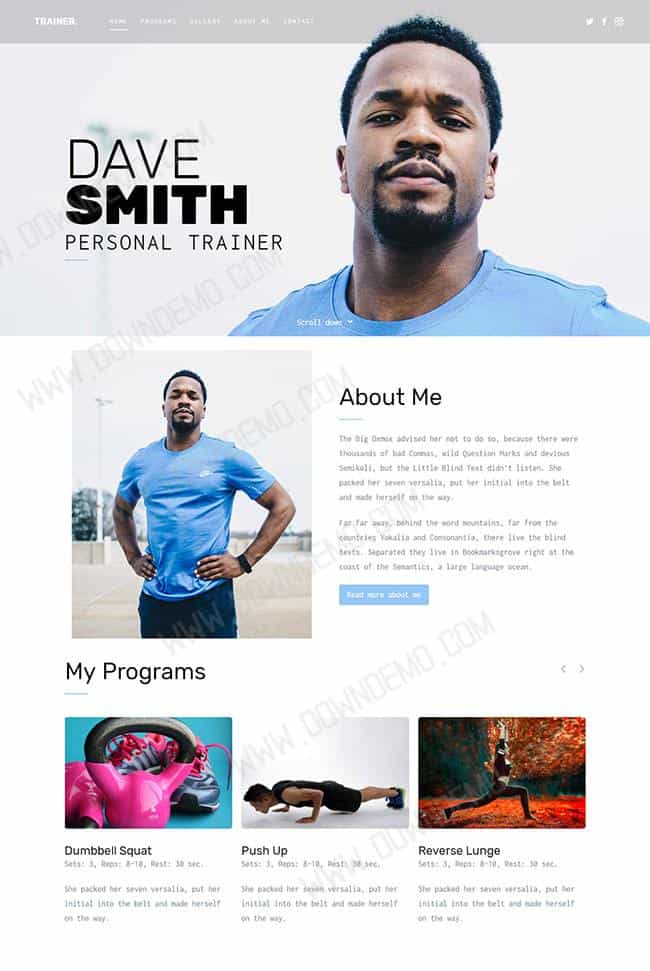 TRAINER.
HOME PROGRAMS GALLERY ABOUT ME CONTACT
DAVE
SMITH
PERSONAL TRAINER
Scroll down
About Me
The Big Oxmox advised her not to do so, because there were
thousands of bad Commas, wild Question Marks and devious
Semikoli, but the Little Blind Text didn't listen. She
packed her seven versalia, put her initial into the belt
and made herself on the way.
Far far away, behind the word mountains, far from the
countries Vokalia and Consonantia, there live the blind
texts. Separated they live in Bookmarksgrove right at the
coast of the Semantics, a large language ocean.
Read more about me
My Programs
Dumbbell Squat
Sets: 3, Reps: 8-10, Rest: 30 sec.
She packed her seven versalia, put her
initial into the belt and made herself
on the way.
Push Up
Sets: 3, Reps: 8-10, Rest: 30 sec.
She packed her seven versalia, put her
initial into the belt and made herself
on the way.
Reverse Lunge
Sets: 3, Reps: 8-10, Rest: 30 sec.
She packed her seven versalia, put her
initial into the belt and made herself
on the way.
WWW.DOWNDEMO.COM
WWW.DOWNDEMO.COM
WWW.DOWNDEMO.COM
WWW.DOWNDEMO.COM